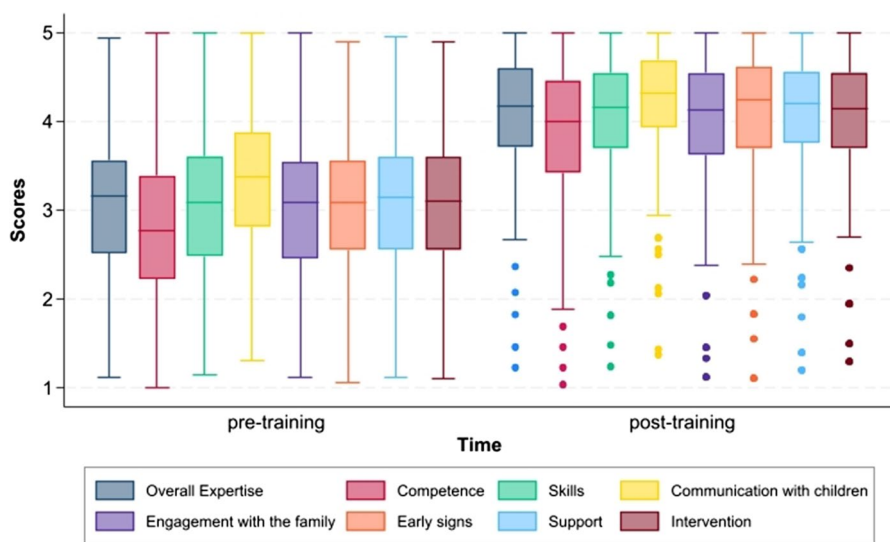 5
4
3
2
1
Scores
pre-training post-training
Time
Overall Expertise Competence Skills Communication with children
Engagement with the family Early signs Support Intervention